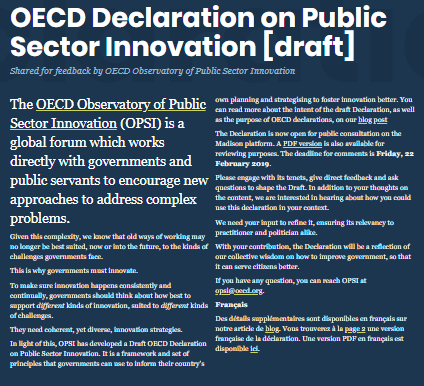 OECD Declaration on Public
Sector Innovation [draft]
Shared for feedback by OECD Observatory of Public Sector Innovation
The OECD Observatory of Public
Sector Innovation (OPSI) is a
global forum which works
directly with governments and
public servants to encourage new
approaches to address complex
problems.
Given this complexity, we know that old ways of working may
no longer be best suited, now or into the future, to the kinds of
challenges governments face.
This is why governments must innovate.
To make sure innovation happens consistently and
continually, governments should think about how best to
support different kinds of innovation, suited to different kinds
of challenges.
They need coherent, yet diverse, innovation strategies.
In light of this, OPSI has developed a Draft OECD Declaration
on Public Sector Innovation. It is a framework and set of
principles that governments can use to inform their country's
own planning and strategising to foster innovation better. You
can read more about the intent of the draft Declaration, as well
as the purpose of OECD declarations, on our blog post
The Declaration is now open for public consultation on the
Madison platform. A PDF version is also available for
reviewing purposes. The deadline for comments is Friday, 22
February 2019.
Please engage with its tenets, give direct feedback and ask
questions to shape the Draft. In addition to your thoughts on
the content, we are interested in hearing about how you could
use this declaration in your context.
We need your input to refine it, ensuring its relevancy to
practitioner and politician alike.
With your contribution, the Declaration will be a reflection of
our collective wisdom on how to improve government, so that
it can serve citizens better.
If you have any question, you can reach OPSI at
opsi@oecd.org.
Français
Des détails supplémentaires sont disponibles en français sur
notre article de blog. Vous trouverez à la page 2 une version
française de la déclaration. Une version PDF en français est
disponible ici.